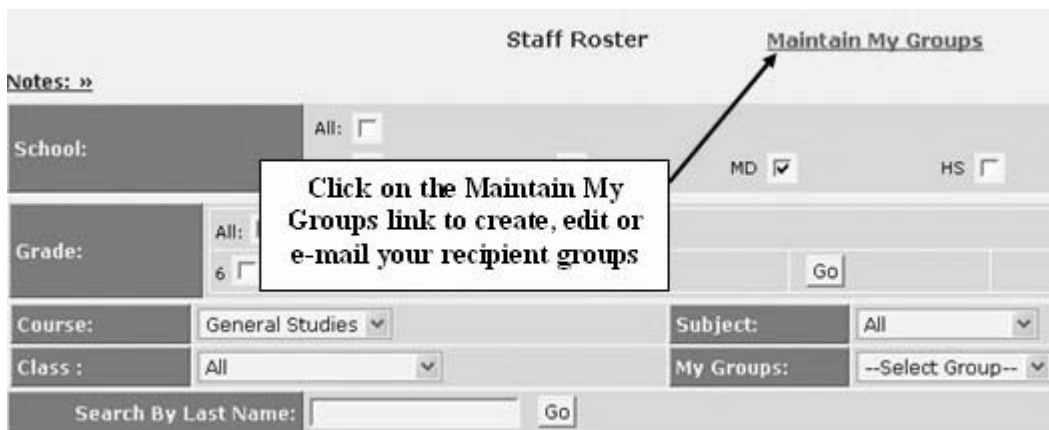 Staff Roster Maintain My Groups
Notes: »
School: All:
MD HS
Click on the Maintain My
Groups link to create, edit or
e-mail your recipient groups
Grade: All:
6 Go
Course: General Studies Subject: All
Class : All My Groups: --Select Group--
Search By Last Name: Go